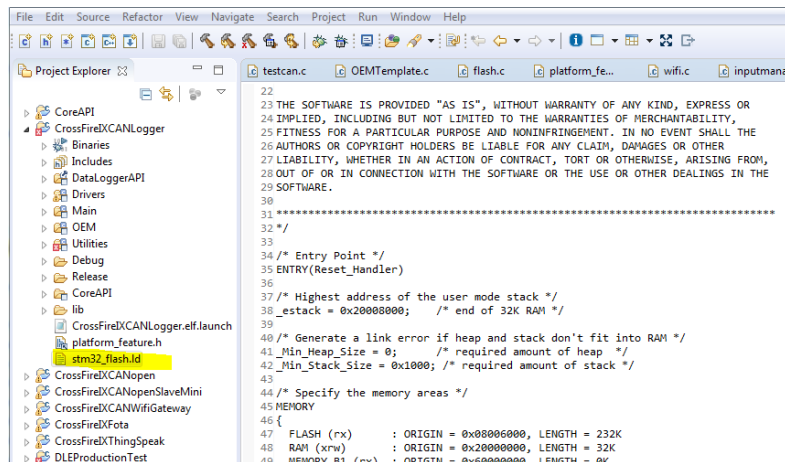 File Edit Source Refactor View Navigate Search Project Run Window Help
Project Explorer
testcan.c OEMTemplate.c flash.c platform_fe... wifi.c inputmana
CoreAPI
CrossFireIXCANLogger
Binaries
Includes
DataLoggerAPI
Drivers
Main
OEM
Utilities
Debug
Release
CoreAPI
lib
CrossFireIXCANLogger.elf.launch
platform_feature.h
stm32_flash.ld
CrossFireIXCANopen
CrossFireIXCANopenSlaveMini
CrossFireIXCANWifiGateway
CrossFireIXFota
CrossFireIXThingSpeak
DLEProductionTest
22
23 THE SOFTWARE IS PROVIDED "AS IS", WITHOUT WARRANTY OF ANY KIND, EXPRESS OR
24 IMPLIED, INCLUDING BUT NOT LIMITED TO THE WARRANTIES OF MERCHANTABILITY,
25 FITNESS FOR A PARTICULAR PURPOSE AND NONINFRINGEMENT. IN NO EVENT SHALL THE
26 AUTHORS OR COPYRIGHT HOLDERS BE LIABLE FOR ANY CLAIM, DAMAGES OR OTHER
27 LIABILITY, WHETHER IN AN ACTION OF CONTRACT, TORT OR OTHERWISE, ARISING FROM,
28 OUT OF OR IN CONNECTION WITH THE SOFTWARE OR THE USE OR OTHER DEALINGS IN THE
29 SOFTWARE.
30
31 ******************************************************************************
32 */
33
34 /* Entry Point */
35 ENTRY(Reset_Handler)
36
37 /* Highest address of the user mode stack */
38 _estack = 0x20008000; /* end of 32K RAM */
39
40 /* Generate a link error if heap and stack don't fit into RAM */
41 _Min_Heap_Size = 0; /* required amount of heap */
42 _Min_Stack_Size = 0x1000; /* required amount of stack */
43
44 /* Specify the memory areas */
45 MEMORY
46 {
47 FLASH (rx) : ORIGIN = 0x08006000, LENGTH = 232K
48 RAM (xrw) : ORIGIN = 0x20000000, LENGTH = 32K
49 MEMORY_B1 (rx) : ORIGIN = 0x60000000, LENGTH = 0K